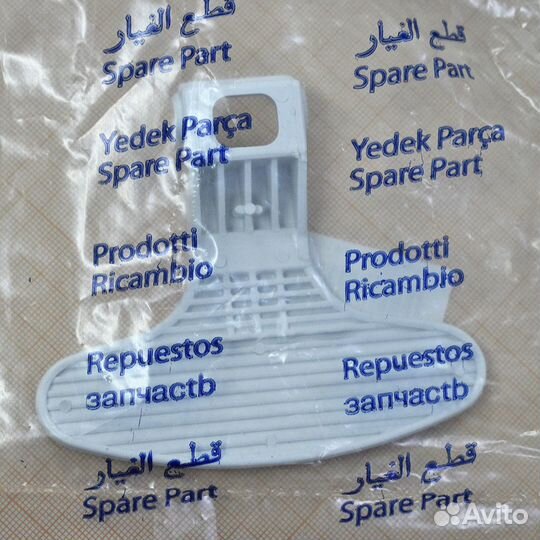 قطع الغيار قطع الغيار
Spare Part Spare Part
Yedek Parça Yedek Parça
Spare Part Spare Part
Prodotti Prodotti
Ricambio Ricambio
Repuestos Repuestos
запчастb запчастb
قطع الغيار قطع الغيار
Spare Part Spare Part
Avito